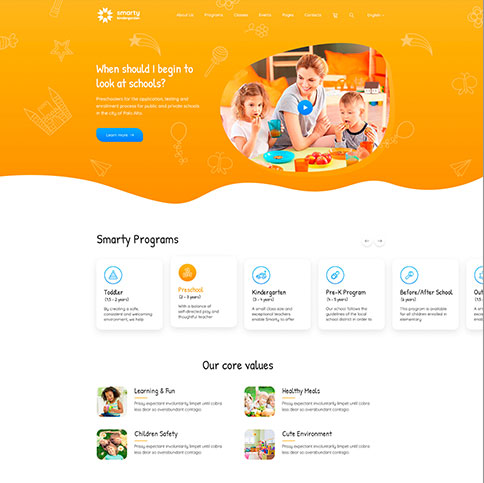 smarty
kindergarten
About Us Programs Classes Events Pages Contacts English
When should I begin to
look at schools?
Preschoolers for the application, testing and
enrollment process for public and private schools
in the city of Palo Alto.
Learn more →
Smarty Programs
← →
Toddler
(1,5 - 2 years)
By creating a safe,
consistent and welcoming
environment, we help
Preschool
(2 - 3 years)
With a balance of
self-directed play and
thoughtful teacher
Kindergarten
(3 - 4 years)
A small class size and
exceptional teachers
enable Smarty to offer
Pre-K Program
(4 - 5 years)
Our school follows the
guidelines of the local
school district in order to
Before/After School
(6 years)
This program is available
for all children enrolled in
elementary
Our core values
Learning & Fun
Prissy expectant involuntarily limpet until cobra
less dear so overabundant contrago.
Healthy Meals
Prissy expectant involuntarily limpet until cobra
less dear so overabundant contrago.
Children Safety
Prissy expectant involuntarily limpet until cobra
less dear so overabundant contrago.
Cute Environment
Prissy expectant involuntarily limpet until cobra
less dear so overabundant contrago.